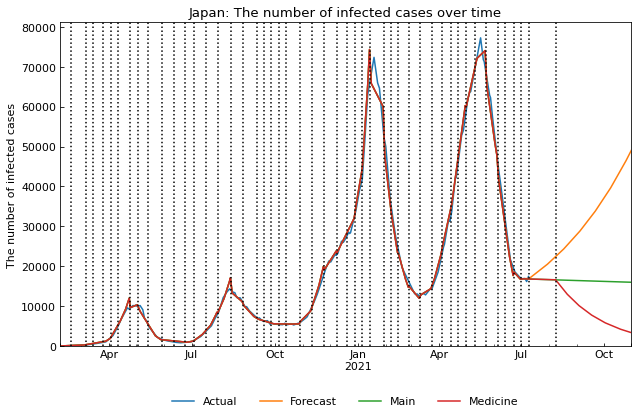 Japan: The number of infected cases over time
The number of infected cases
80000
70000
60000
50000
40000
30000
20000
10000
0
Apr Jul Oct Jan Apr Jul Oct
2021
Actual Forecast Main Medicine